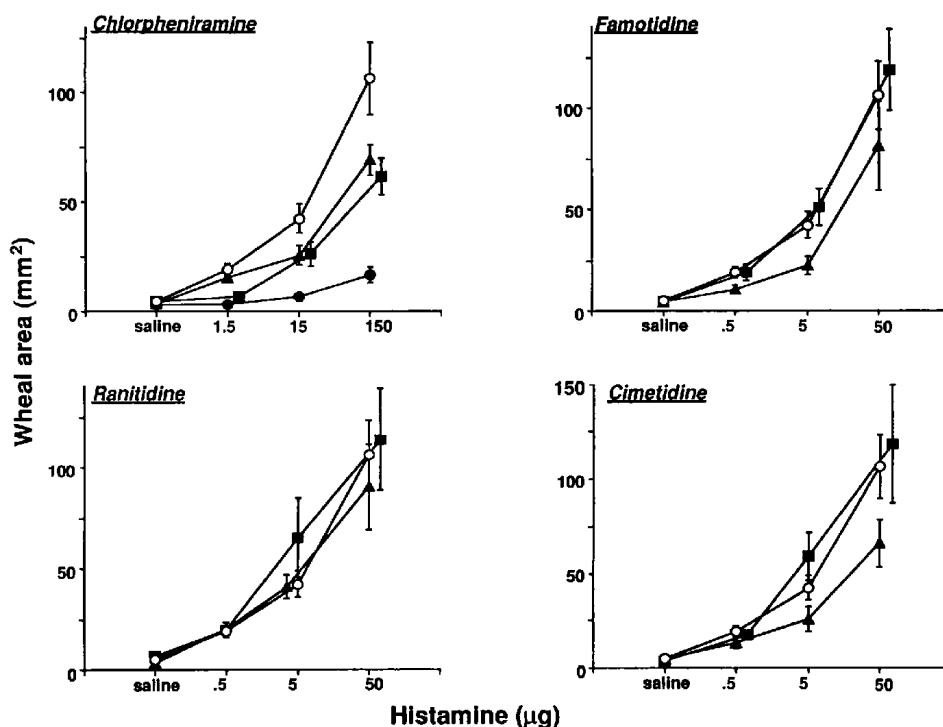 Chlorpheniramine
100
50
0
saline 1.5 15 150
Famotidine
100
50
0
saline .5 5 50
Wheal area (mm²)
Ranitidine
100
50
0
saline .5 5 50
Cimetidine
150
100
50
0
saline .5 5 50
Histamine (µg)